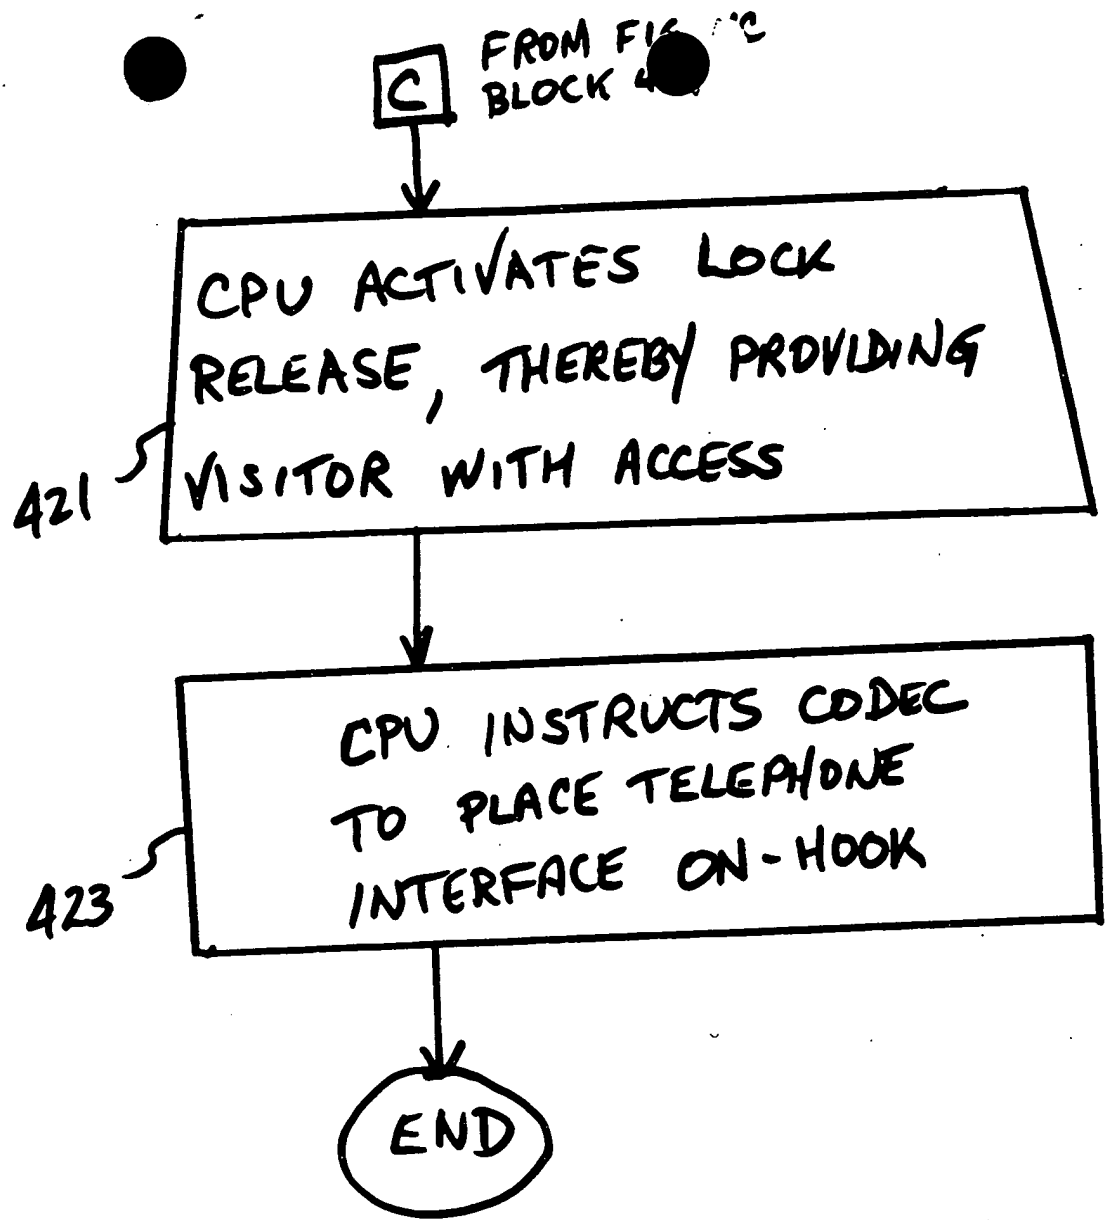 C
FROM FIG
BLOCK
CPU ACTIVATES LOCK
RELEASE, THEREBY PROVIDING
VISITOR WITH ACCESS
421
CPU INSTRUCTS CODEC
TO PLACE TELEPHONE
INTERFACE ON-HOOK
423
END